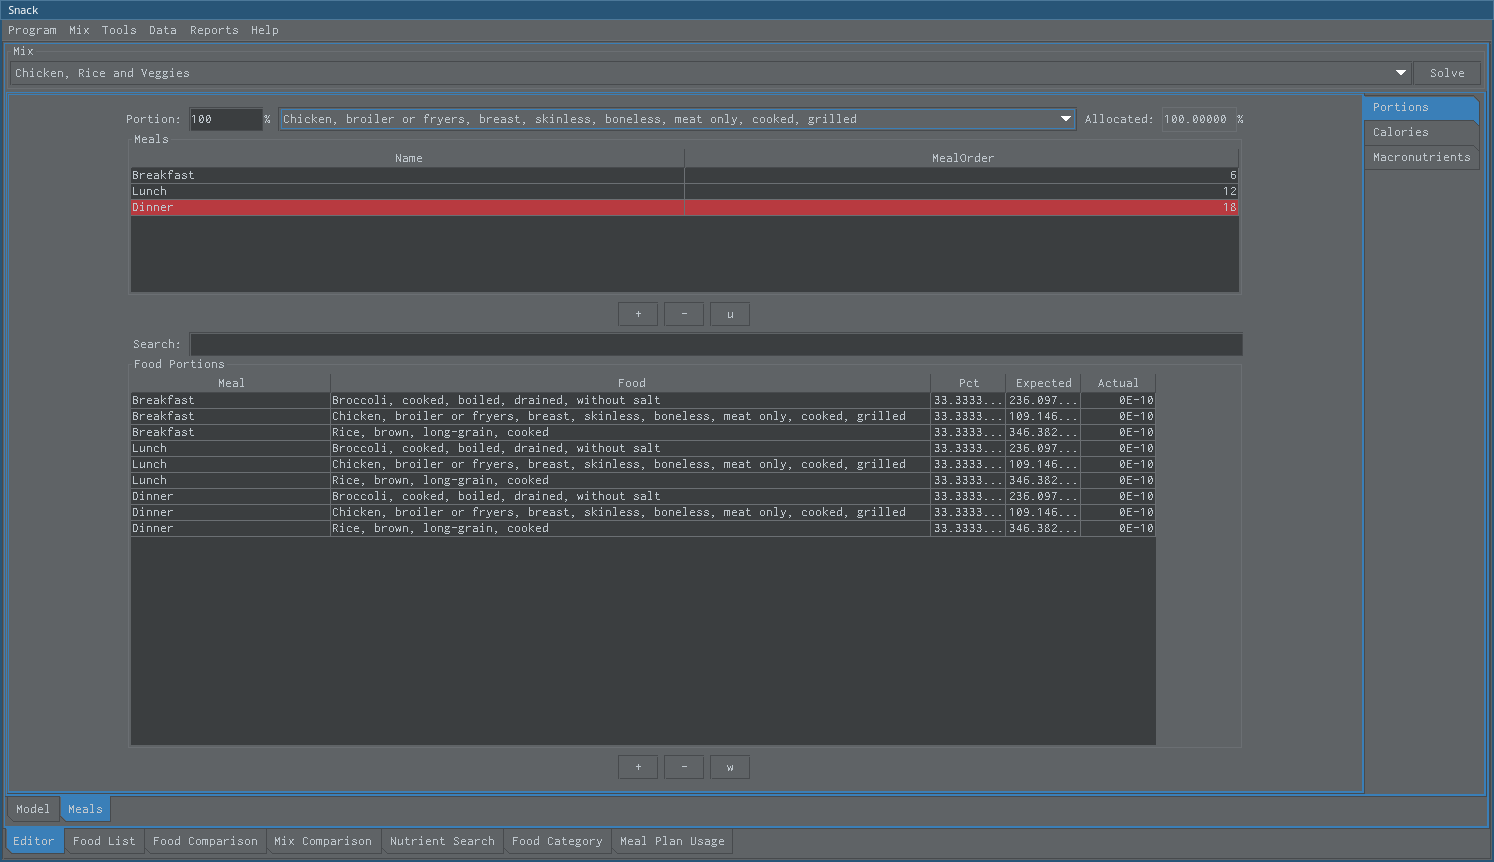 Snack
Program Mix Tools Data Reports Help
Mix
Chicken, Rice and Veggies Solve
Portion: 100 % Chicken, broiler or fryers, breast, skinless, boneless, meat only, cooked, grilled Allocated: 100.00000 %
Portions
Calories
Macronutrients
Meals
Name MealOrder
Breakfast 6
Lunch 12
Dinner 18
+ - u
Search:
Food Portions
Meal Food Pct Expected Actual
Breakfast Broccoli, cooked, boiled, drained, without salt 33.3333... 236.097... 0E-10
Breakfast Chicken, broiler or fryers, breast, skinless, boneless, meat only, cooked, grilled 33.3333... 109.146... 0E-10
Breakfast Rice, brown, long-grain, cooked 33.3333... 346.382... 0E-10
Lunch Broccoli, cooked, boiled, drained, without salt 33.3333... 236.097... 0E-10
Lunch Chicken, broiler or fryers, breast, skinless, boneless, meat only, cooked, grilled 33.3333... 109.146... 0E-10
Lunch Rice, brown, long-grain, cooked 33.3333... 346.382... 0E-10
Dinner Broccoli, cooked, boiled, drained, without salt 33.3333... 236.097... 0E-10
Dinner Chicken, broiler or fryers, breast, skinless, boneless, meat only, cooked, grilled 33.3333... 109.146... 0E-10
Dinner Rice, brown, long-grain, cooked 33.3333... 346.382... 0E-10
+ - w
Model Meals
Editor Food List Food Comparison Mix Comparison Nutrient Search Food Category Meal Plan Usage